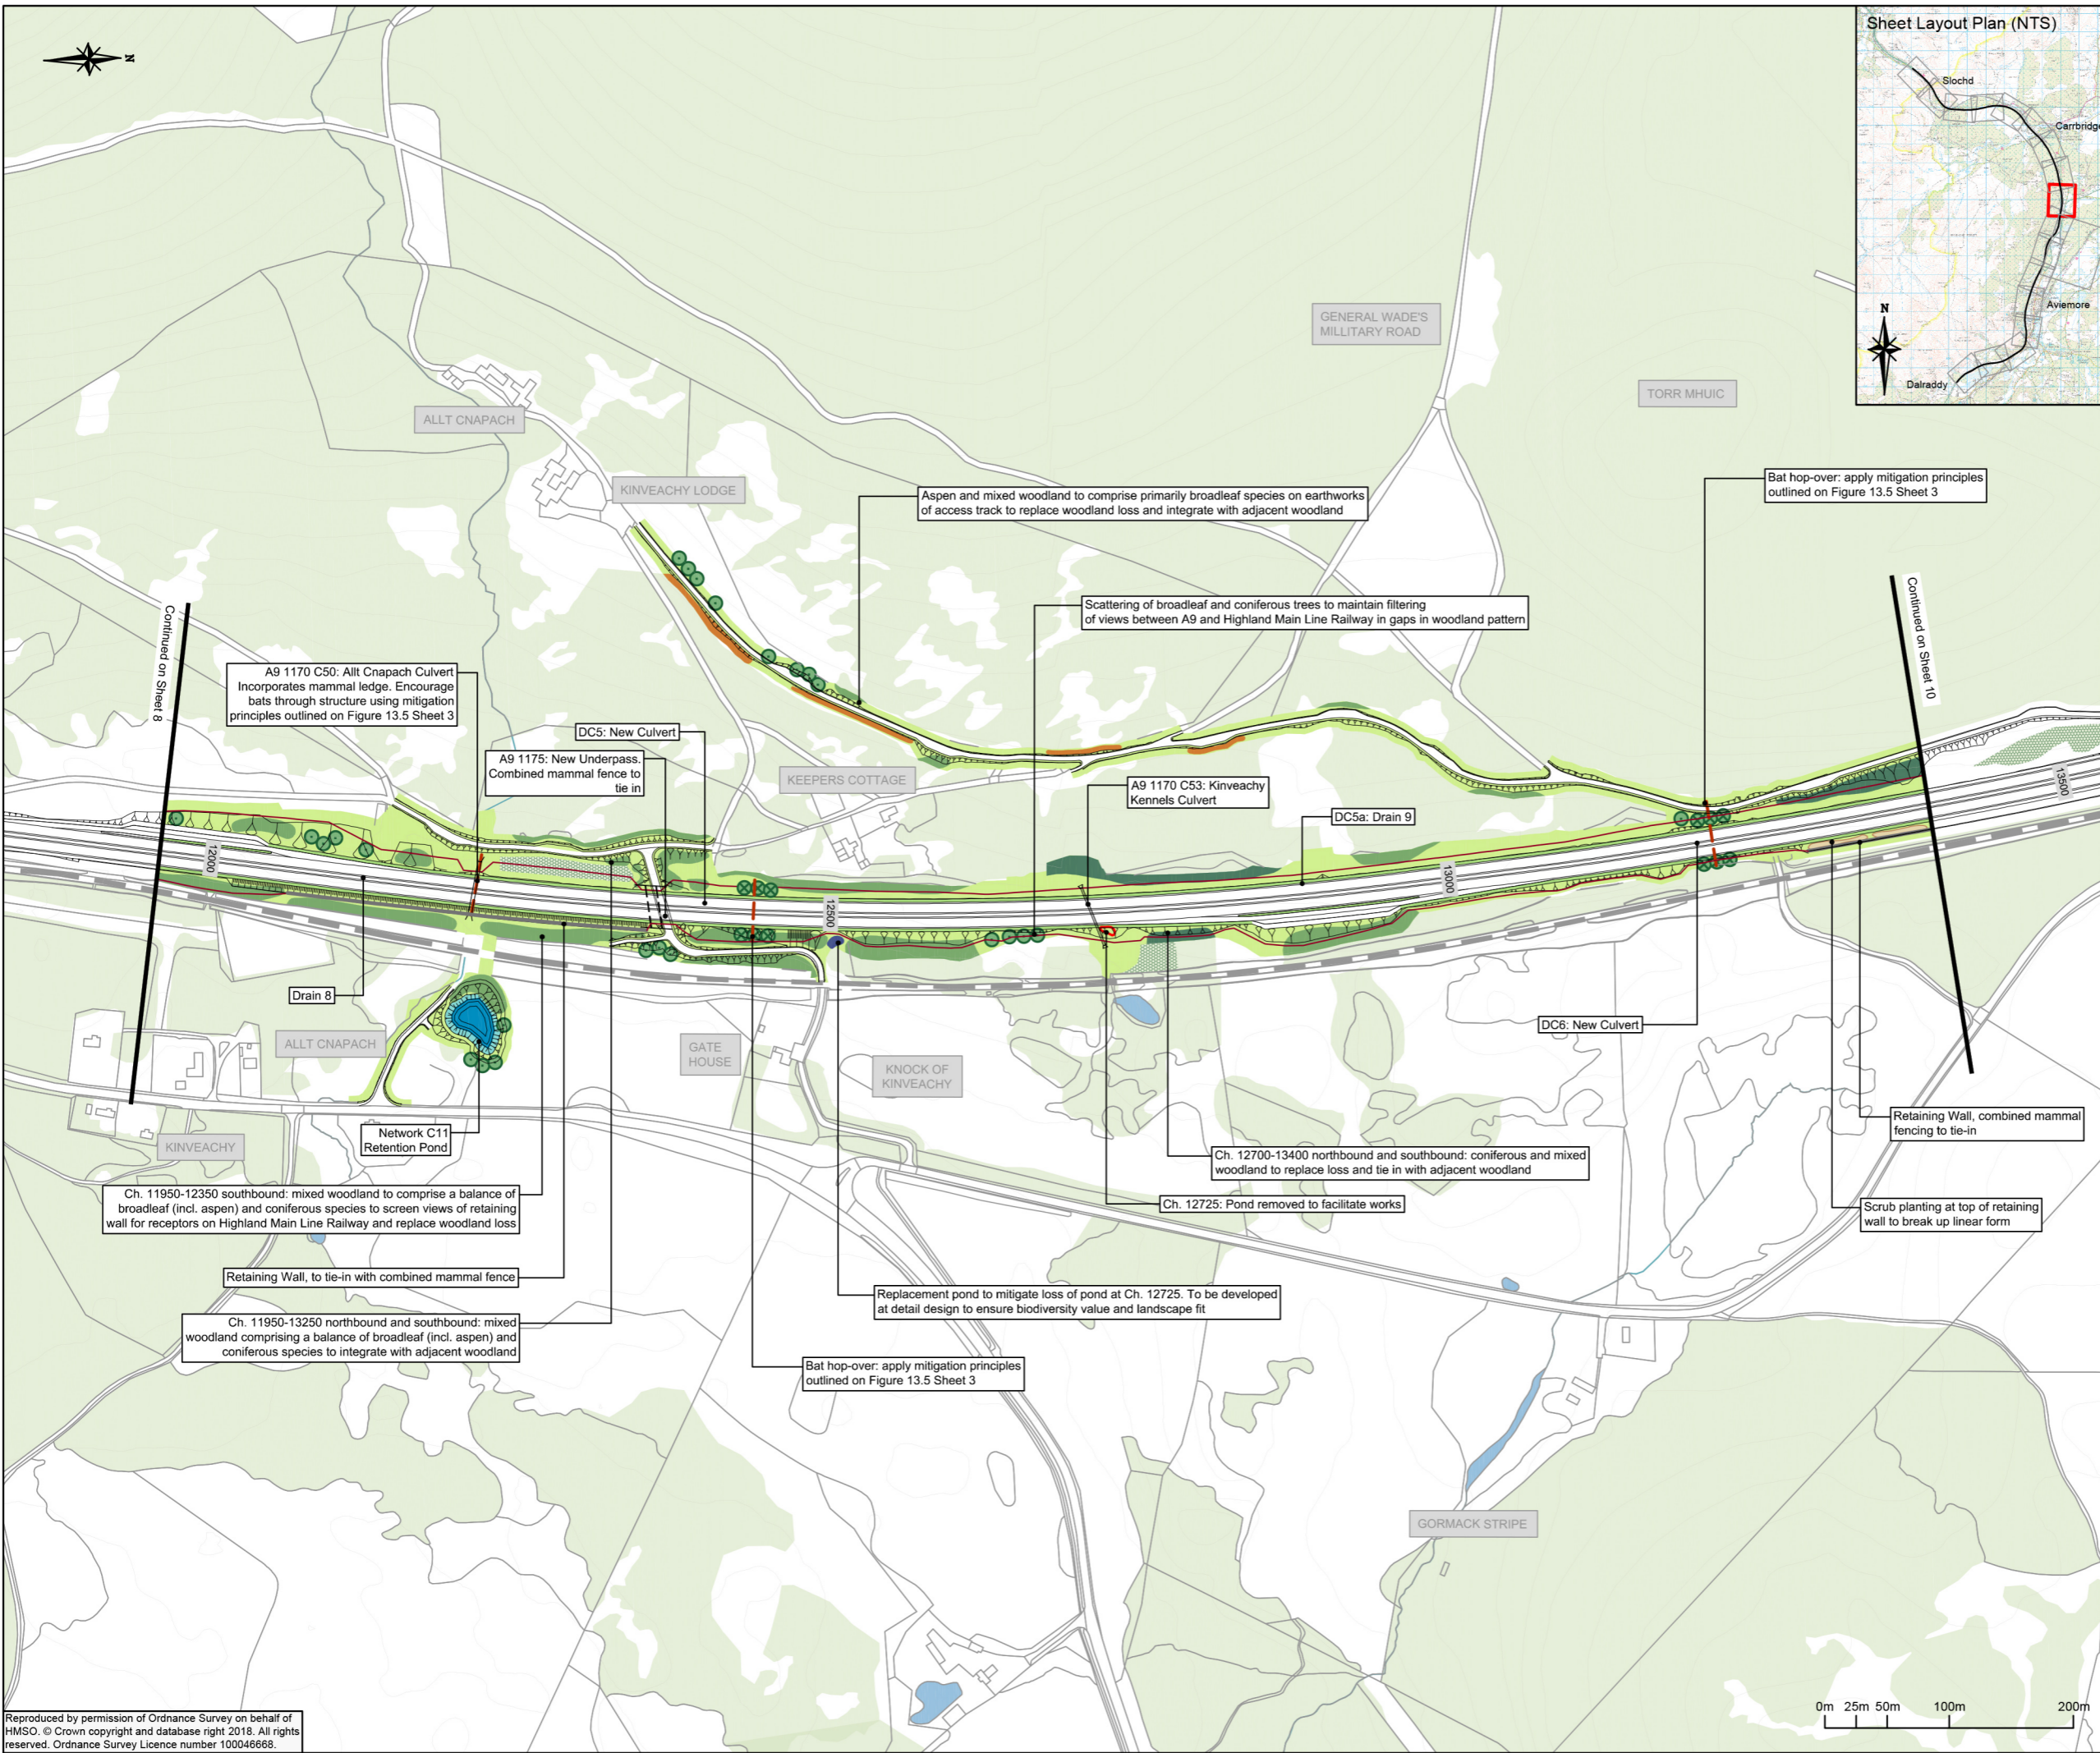 Sheet Layout Plan (NTS)
Slochd
Carrbridge
Aviemore
Dalraddy
N
N
GENERAL WADE'S
MILLITARY ROAD
TORR MHUIC
ALLT CNAPACH
KINVEACHY LODGE
Bat hop-over: apply mitigation principles
outlined on Figure 13.5 Sheet 3
Aspen and mixed woodland to comprise primarily broadleaf species on earthworks
of access track to replace woodland loss and integrate with adjacent woodland
Scattering of broadleaf and coniferous trees to maintain filtering
of views between A9 and Highland Main Line Railway in gaps in woodland pattern
Continued on Sheet 8
Continued on Sheet 10
A9 1170 C50: Allt Cnapach Culvert
Incorporates mammal ledge. Encourage
bats through structure using mitigation
principles outlined on Figure 13.5 Sheet 3
DC5: New Culvert
A9 1175: New Underpass.
Combined mammal fence to
tie in
KEEPERS COTTAGE
A9 1170 C53: Kinveachy
Kennels Culvert
DC5a: Drain 9
12000
12500
13000
13500
Drain 8
ALLT CNAPACH
GATE
HOUSE
KNOCK OF
KINVEACHY
DC6: New Culvert
KINVEACHY
Network C11
Retention Pond
Retaining Wall, combined mammal
fencing to tie-in
Ch. 12700-13400 northbound and southbound: coniferous and mixed
woodland to replace loss and tie in with adjacent woodland
Ch. 11950-12350 southbound: mixed woodland to comprise a balance of
broadleaf (incl. aspen) and coniferous species to screen views of retaining
wall for receptors on Highland Main Line Railway and replace woodland loss
Ch. 12725: Pond removed to facilitate works
Scrub planting at top of retaining
wall to break up linear form
Retaining Wall, to tie-in with combined mammal fence
Replacement pond to mitigate loss of pond at Ch. 12725. To be developed
at detail design to ensure biodiversity value and landscape fit
Ch. 11950-13250 northbound and southbound: mixed
woodland comprising a balance of broadleaf (incl. aspen) and
coniferous species to integrate with adjacent woodland
Bat hop-over: apply mitigation principles
outlined on Figure 13.5 Sheet 3
GORMACK STRIPE
0m 25m 50m 100m 200m
Reproduced by permission of Ordnance Survey on behalf of
HMSO. © Crown copyright and database right 2018. All rights
reserved. Ordnance Survey Licence number 100046668.